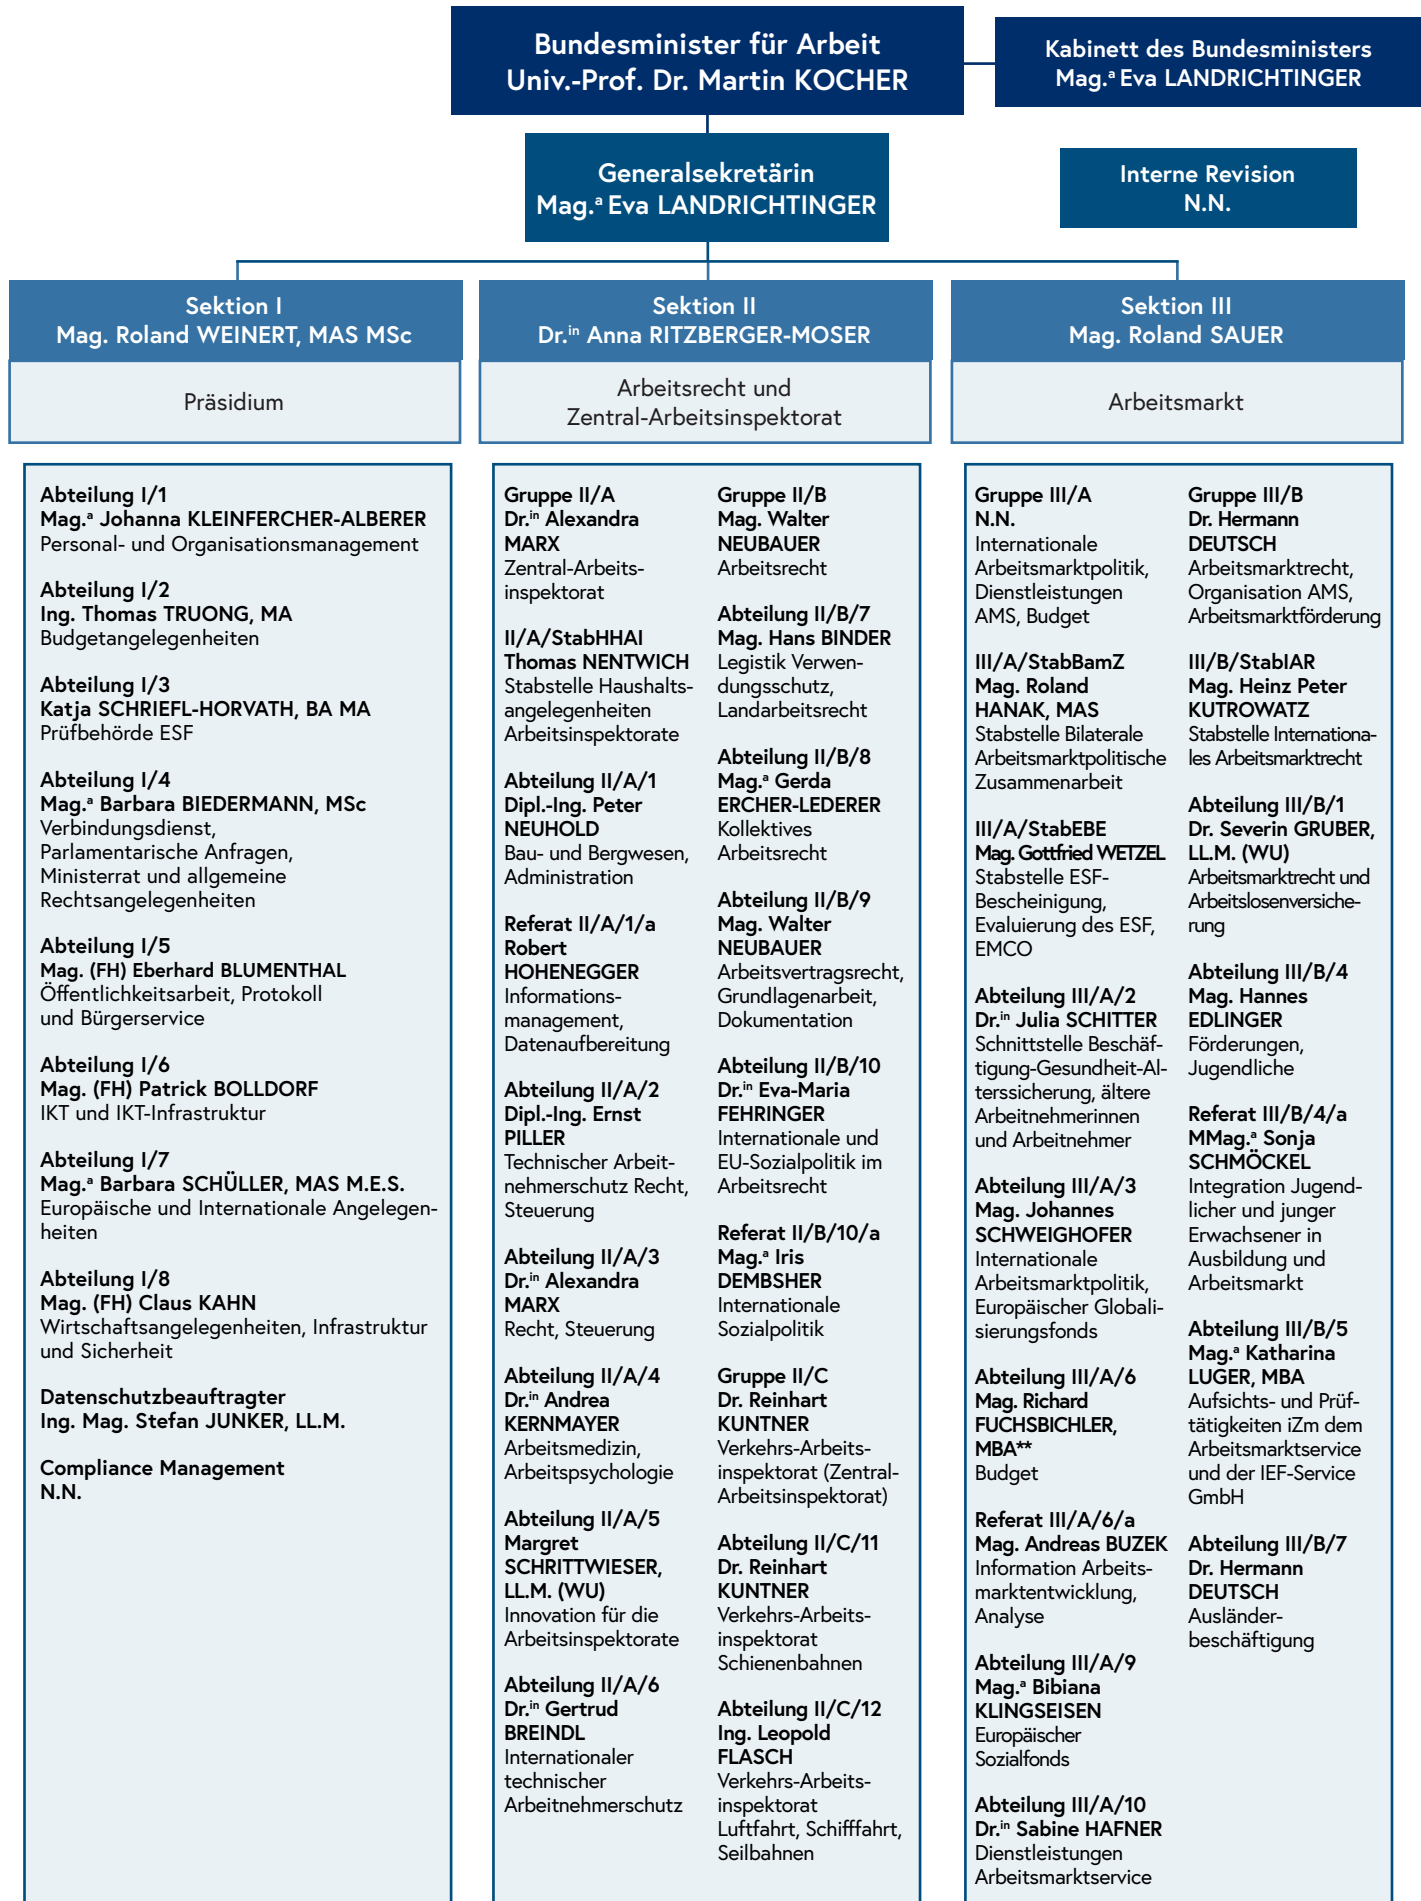 Bundesminister für Arbeit
Univ.-Prof. Dr. Martin KOCHER
Kabinett des Bundesministers
Mag.ª Eva LANDRICHTINGER
Generalsekretärin
Mag.ª Eva LANDRICHTINGER
Interne Revision
N.N.
Sektion I
Mag. Roland WEINERT, MAS MSc
Präsidium
Sektion II
Dr.ⁱⁿ Anna RITZBERGER-MOSER
Arbeitsrecht und
Zentral-Arbeitsinspektorat
Sektion III
Mag. Roland SAUER
Arbeitsmarkt
Abteilung I/1
Mag.ª Johanna KLEINFERCHER-ALBERER
Personal- und Organisationsmanagement
Abteilung I/2
Ing. Thomas TRUONG, MA
Budgetangelegenheiten
Abteilung I/3
Katja SCHRIEFL-HORVATH, BA MA
Prüfbehörde ESF
Abteilung I/4
Mag.ª Barbara BIEDERMANN, MSc
Verbindungsdienst,
Parlamentarische Anfragen,
Ministerrat und allgemeine
Rechtsangelegenheiten
Abteilung I/5
Mag. (FH) Eberhard BLUMENTHAL
Öffentlichkeitsarbeit, Protokoll
und Bürgerservice
Abteilung I/6
Mag. (FH) Patrick BOLLDORF
IKT und IKT-Infrastruktur
Abteilung I/7
Mag.ª Barbara SCHÜLLER, MAS M.E.S.
Europäische und Internationale Angelegen-
heiten
Abteilung I/8
Mag. (FH) Claus KAHN
Wirtschaftsangelegenheiten, Infrastruktur
und Sicherheit
Datenschutzbeauftragter
Ing. Mag. Stefan JUNKER, LL.M.
Compliance Management
N.N.
Gruppe II/A
Dr.ⁱⁿ Alexandra
MARX
Zentral-Arbeits-
inspektorat
II/A/StabHHAI
Thomas NENTWICH
Stabstelle Haushalts-
angelegenheiten
Arbeitsinspektorate
Abteilung II/A/1
Dipl.-Ing. Peter
NEUHOLD
Bau- und Bergwesen,
Administration
Referat II/A/1/a
Robert
HOHENEGGER
Informations-
management,
Datenaufbereitung
Abteilung II/A/2
Dipl.-Ing. Ernst
PILLER
Technischer Arbeit-
nehmerschutz Recht,
Steuerung
Abteilung II/A/3
Dr.ⁱⁿ Alexandra
MARX
Recht, Steuerung
Abteilung II/A/4
Dr.ⁱⁿ Andrea
KERNMAYER
Arbeitsmedizin,
Arbeitspsychologie
Abteilung II/A/5
Margret
SCHRITTWIESER,
LL.M. (WU)
Innovation für die
Arbeitsinspektorate
Abteilung II/A/6
Dr.ⁱⁿ Gertrud
BREINDL
Internationaler
technischer
Arbeitnehmerschutz
Gruppe II/B
Mag. Walter
NEUBAUER
Arbeitsrecht
Abteilung II/B/7
Mag. Hans BINDER
Legistik Verwen-
dungsschutz,
Landarbeitsrecht
Abteilung II/B/8
Mag.ª Gerda
ERCHER-LEDERER
Kollektives
Arbeitsrecht
Abteilung II/B/9
Mag. Walter
NEUBAUER
Arbeitsvertragsrecht,
Grundlagenarbeit,
Dokumentation
Abteilung II/B/10
Dr.ⁱⁿ Eva-Maria
FEHRINGER
Internationale und
EU-Sozialpolitik im
Arbeitsrecht
Referat II/B/10/a
Mag.ª Iris
DEMBSHER
Internationale
Sozialpolitik
Gruppe II/C
Dr. Reinhart
KUNTNER
Verkehrs-Arbeits-
inspektorat (Zentral-
Arbeitsinspektorat)
Abteilung II/C/11
Dr. Reinhart
KUNTNER
Verkehrs-Arbeits-
inspektorat
Schienenbahnen
Abteilung II/C/12
Ing. Leopold
FLASCH
Verkehrs-Arbeits-
inspektorat
Luftfahrt, Schifffahrt,
Seilbahnen
Gruppe III/A
N.N.
Internationale
Arbeitsmarktpolitik,
Dienstleistungen
AMS, Budget
III/A/StabBamZ
Mag. Roland
HANAK, MAS
Stabstelle Bilaterale
Arbeitsmarktpolitische
Zusammenarbeit
III/A/StabEBE
Mag. Gottfried WETZEL
Stabstelle ESF-
Bescheinigung,
Evaluierung des ESF,
EMCO
Abteilung III/A/2
Dr.ⁱⁿ Julia SCHITTER
Schnittstelle Beschäf-
tigung-Gesundheit-Al-
terssicherung, ältere
Arbeitnehmerinnen
und Arbeitnehmer
Abteilung III/A/3
Mag. Johannes
SCHWEIGHOFER
Internationale
Arbeitsmarktpolitik,
Europäischer Globali-
sierungsfonds
Abteilung III/A/6
Mag. Richard
FUCHSBICHLER,
MBA**
Budget
Referat III/A/6/a
Mag. Andreas BUZEK
Information Arbeits-
marktentwicklung,
Analyse
Abteilung III/A/9
Mag.ª Bibiana
KLINGSEISEN
Europäischer
Sozialfonds
Abteilung III/A/10
Dr.ⁱⁿ Sabine HAFNER
Dienstleistungen
Arbeitsmarktservice
Gruppe III/B
Dr. Hermann
DEUTSCH
Arbeitsmarktrecht,
Organisation AMS,
Arbeitsmarktförderung
III/B/StabIAR
Mag. Heinz Peter
KUTROWATZ
Stabstelle Internationa-
les Arbeitsmarktrecht
Abteilung III/B/1
Dr. Severin GRUBER,
LL.M. (WU)
Arbeitsmarktrecht und
Arbeitslosenversiche-
rung
Abteilung III/B/4
Mag. Hannes
EDLINGER
Förderungen,
Jugendliche
Referat III/B/4/a
MMag.ª Sonja
SCHMÖCKEL
Integration Jugend-
licher und junger
Erwachsener in
Ausbildung und
Arbeitsmarkt
Abteilung III/B/5
Mag.ª Katharina
LUGER, MBA
Aufsichts- und Prüf-
tätigkeiten iZm dem
Arbeitsmarktservice
und der IEF-Service
GmbH
Abteilung III/B/7
Dr. Hermann
DEUTSCH
Ausländer-
beschäftigung